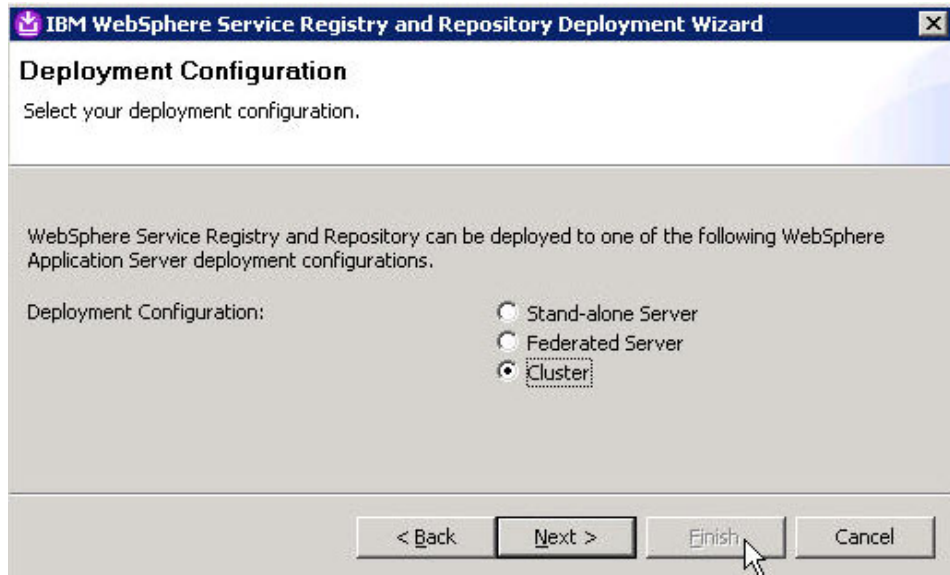 IBM WebSphere Service Registry and Repository Deployment Wizard
Deployment Configuration
Select your deployment configuration.
WebSphere Service Registry and Repository can be deployed to one of the following WebSphere
Application Server deployment configurations.
Deployment Configuration:
Stand-alone Server
Federated Server
Cluster
< Back
Next >
Finish
Cancel